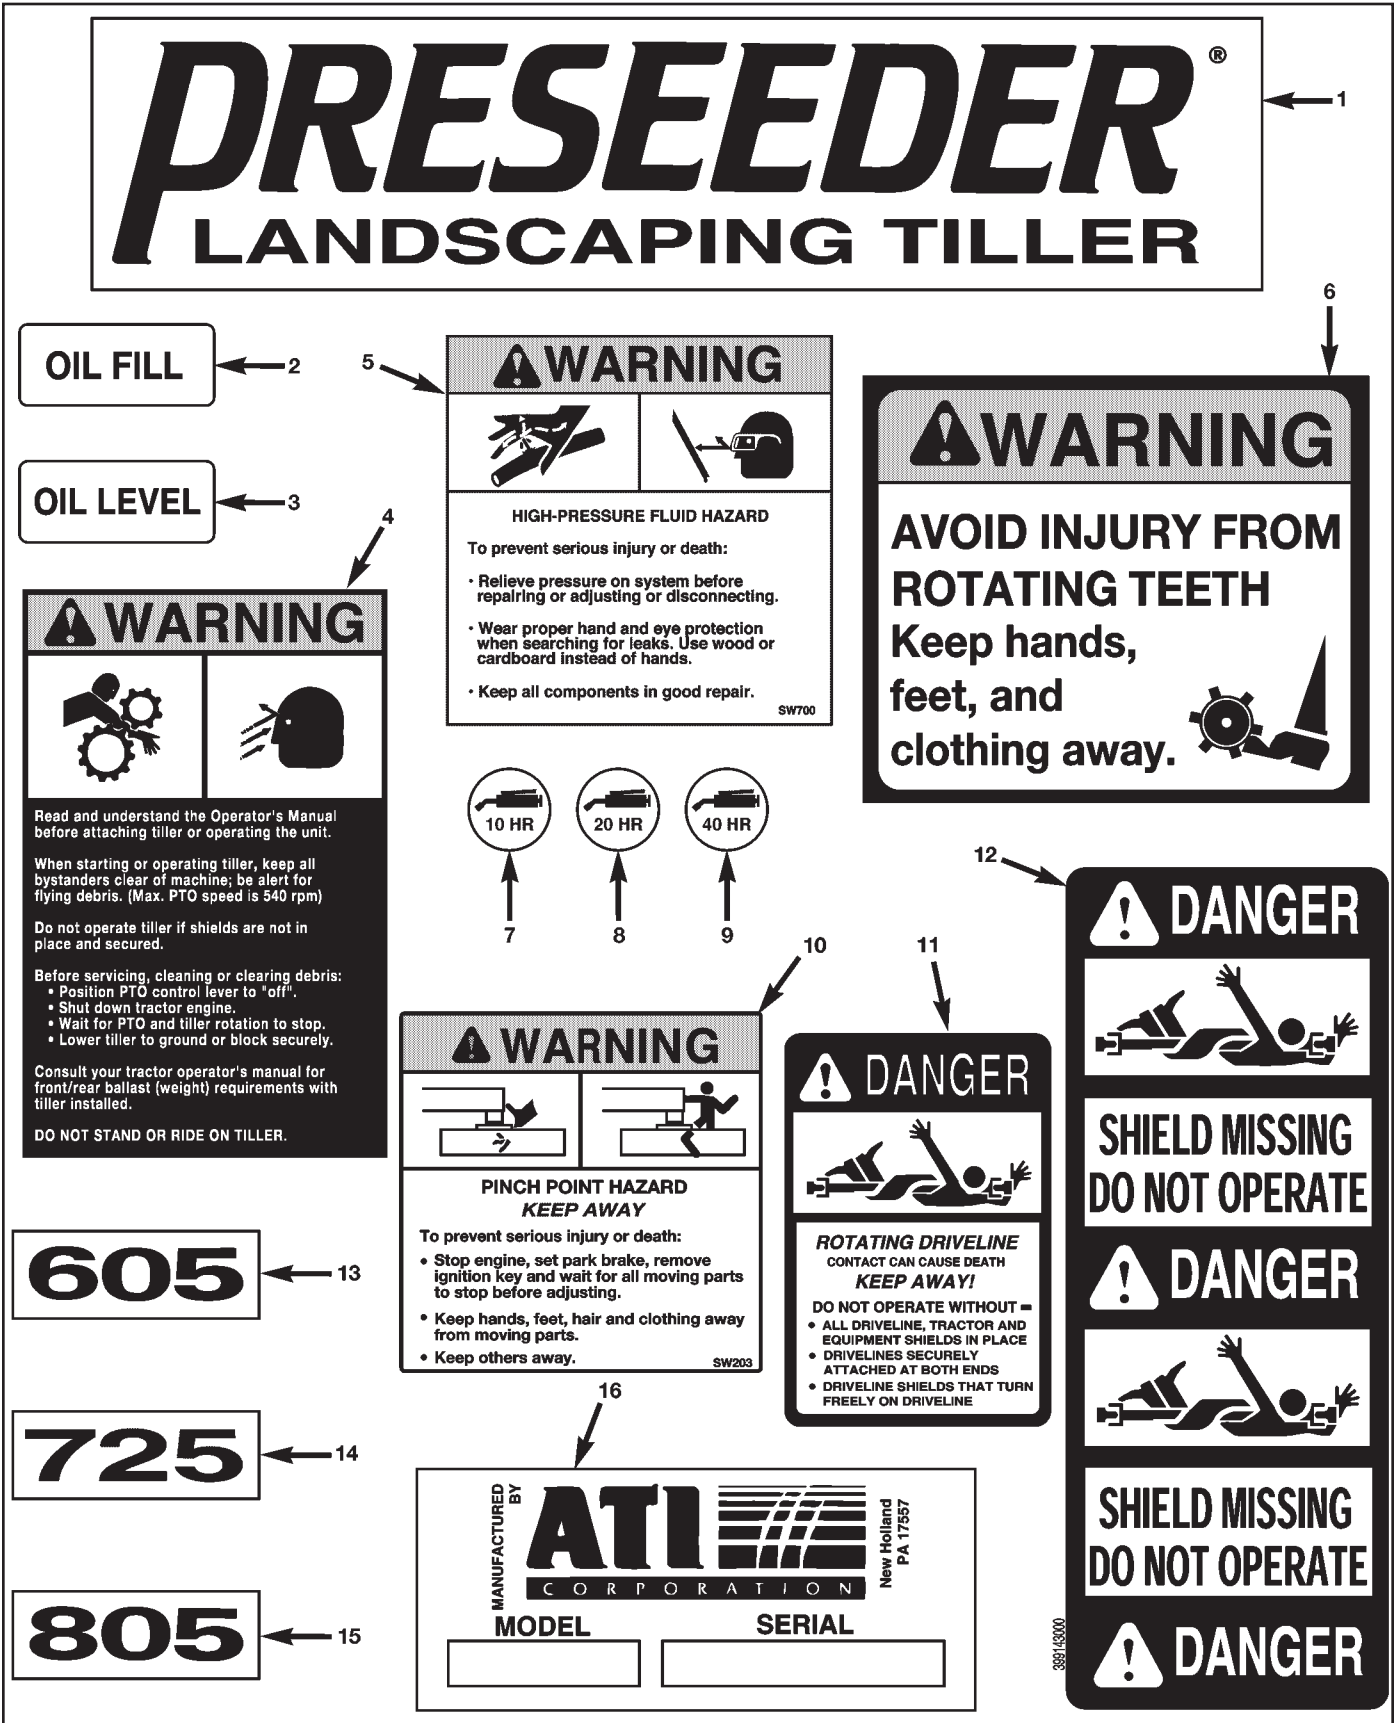 PRESEEDER®
LANDSCAPING TILLER
1
OIL FILL
2
OIL LEVEL
3
4
WARNING
Read and understand the Operator's Manual
before attaching tiller or operating the unit.
When starting or operating tiller, keep all
bystanders clear of machine; be alert for
flying debris. (Max. PTO speed is 540 rpm)
Do not operate tiller if shields are not in
place and secured.
Before servicing, cleaning or clearing debris:
• Position PTO control lever to "off".
• Shut down tractor engine.
• Wait for PTO and tiller rotation to stop.
• Lower tiller to ground or block securely.
Consult your tractor operator's manual for
front/rear ballast (weight) requirements with
tiller installed.
DO NOT STAND OR RIDE ON TILLER.
5
WARNING
HIGH-PRESSURE FLUID HAZARD
To prevent serious injury or death:
• Relieve pressure on system before
repairing or adjusting or disconnecting.
• Wear proper hand and eye protection
when searching for leaks. Use wood or
cardboard instead of hands.
• Keep all components in good repair.
SW700
6
WARNING
AVOID INJURY FROM
ROTATING TEETH
Keep hands,
feet, and
clothing away.
10 HR
20 HR
40 HR
7
8
9
10
WARNING
PINCH POINT HAZARD
KEEP AWAY
To prevent serious injury or death:
• Stop engine, set park brake, remove
ignition key and wait for all moving parts
to stop before adjusting.
• Keep hands, feet, hair and clothing away
from moving parts.
• Keep others away.
SW203
11
DANGER
ROTATING DRIVELINE
CONTACT CAN CAUSE DEATH
KEEP AWAY!
DO NOT OPERATE WITHOUT –
• ALL DRIVELINE, TRACTOR AND
EQUIPMENT SHIELDS IN PLACE
• DRIVELINES SECURELY
ATTACHED AT BOTH ENDS
• DRIVELINE SHIELDS THAT TURN
FREELY ON DRIVELINE
12
DANGER
SHIELD MISSING
DO NOT OPERATE
DANGER
SHIELD MISSING
DO NOT OPERATE
DANGER
399143000
605
13
725
14
805
15
16
MANUFACTURED
BY
ATI
CORPORATION
New Holland
PA 17557
MODEL
SERIAL